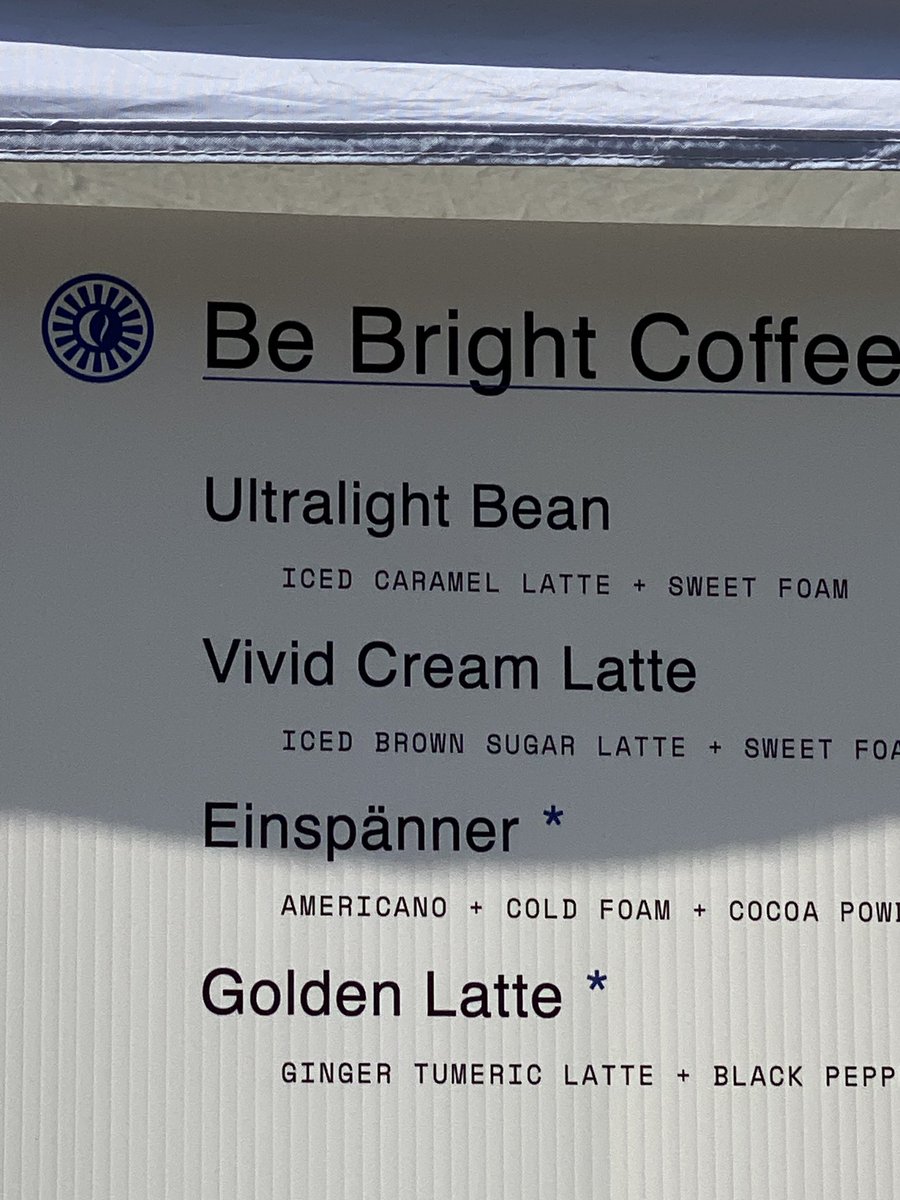 Be Bright Coffee
Ultralight Bean
ICED CARAMEL LATTE + SWEET FOAM
Vivid Cream Latte
ICED BROWN SUGAR LATTE + SWEET
Einspänner *
AMERICANO + COLD FOAM + COCOA
Golden Latte *
GINGER TUMERIC LATTE + BLACK